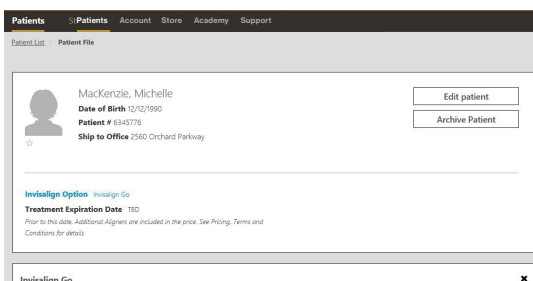 Patients StPatients Account Store Academy Support
Patient List / Patient File
MacKenzie, Michelle
Date of Birth 12/12/1990
Patient # 6345776
Ship to Office 2560 Orchard Parkway
Edit patient
Archive Patient
Invisalign Option Invisalign Go
Treatment Expiration Date TBD
Prior to this date, Additional Aligners are included in the price. See Pricing. Terms and
Conditions for details.
Invisalign Go